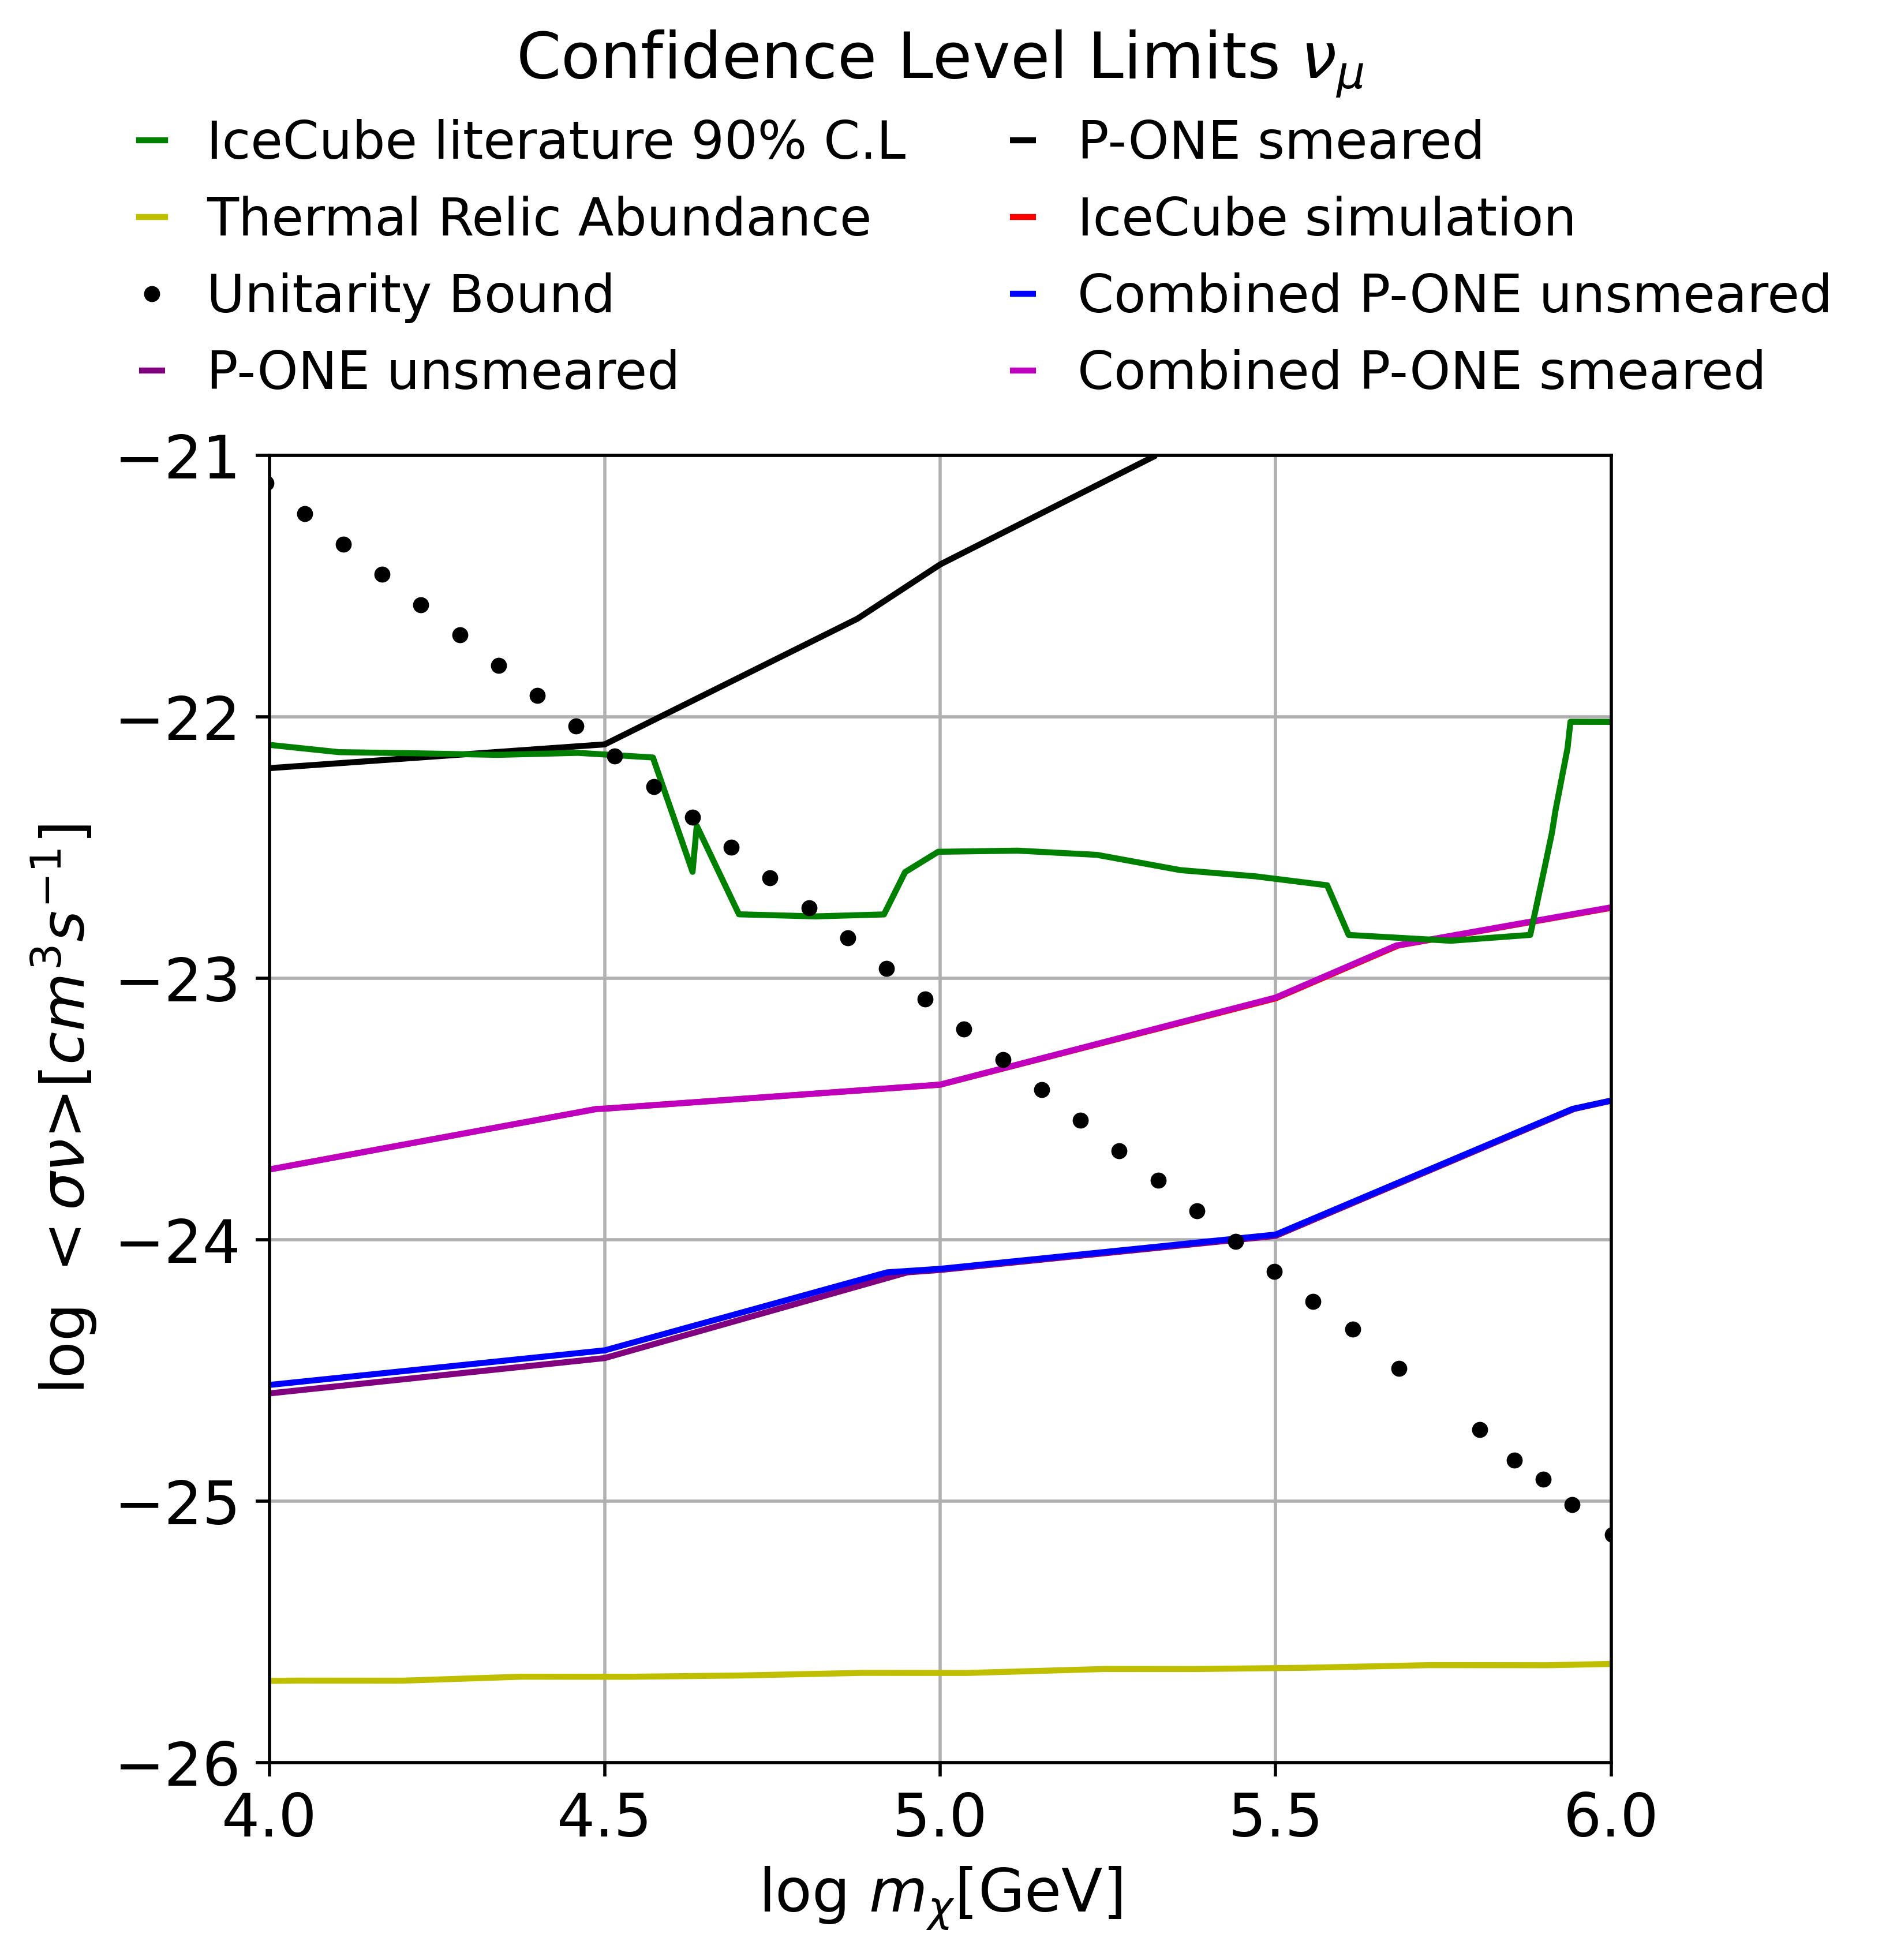 Confidence Level Limits ν_μ
IceCube literature 90% C.L
Thermal Relic Abundance
Unitarity Bound
P-ONE unsmeared
P-ONE smeared
IceCube simulation
Combined P-ONE unsmeared
Combined P-ONE smeared
−21
−22
−23
−24
−25
−26
log < σν>[cm³s⁻¹]
4.0 4.5 5.0 5.5 6.0
log m_χ[GeV]